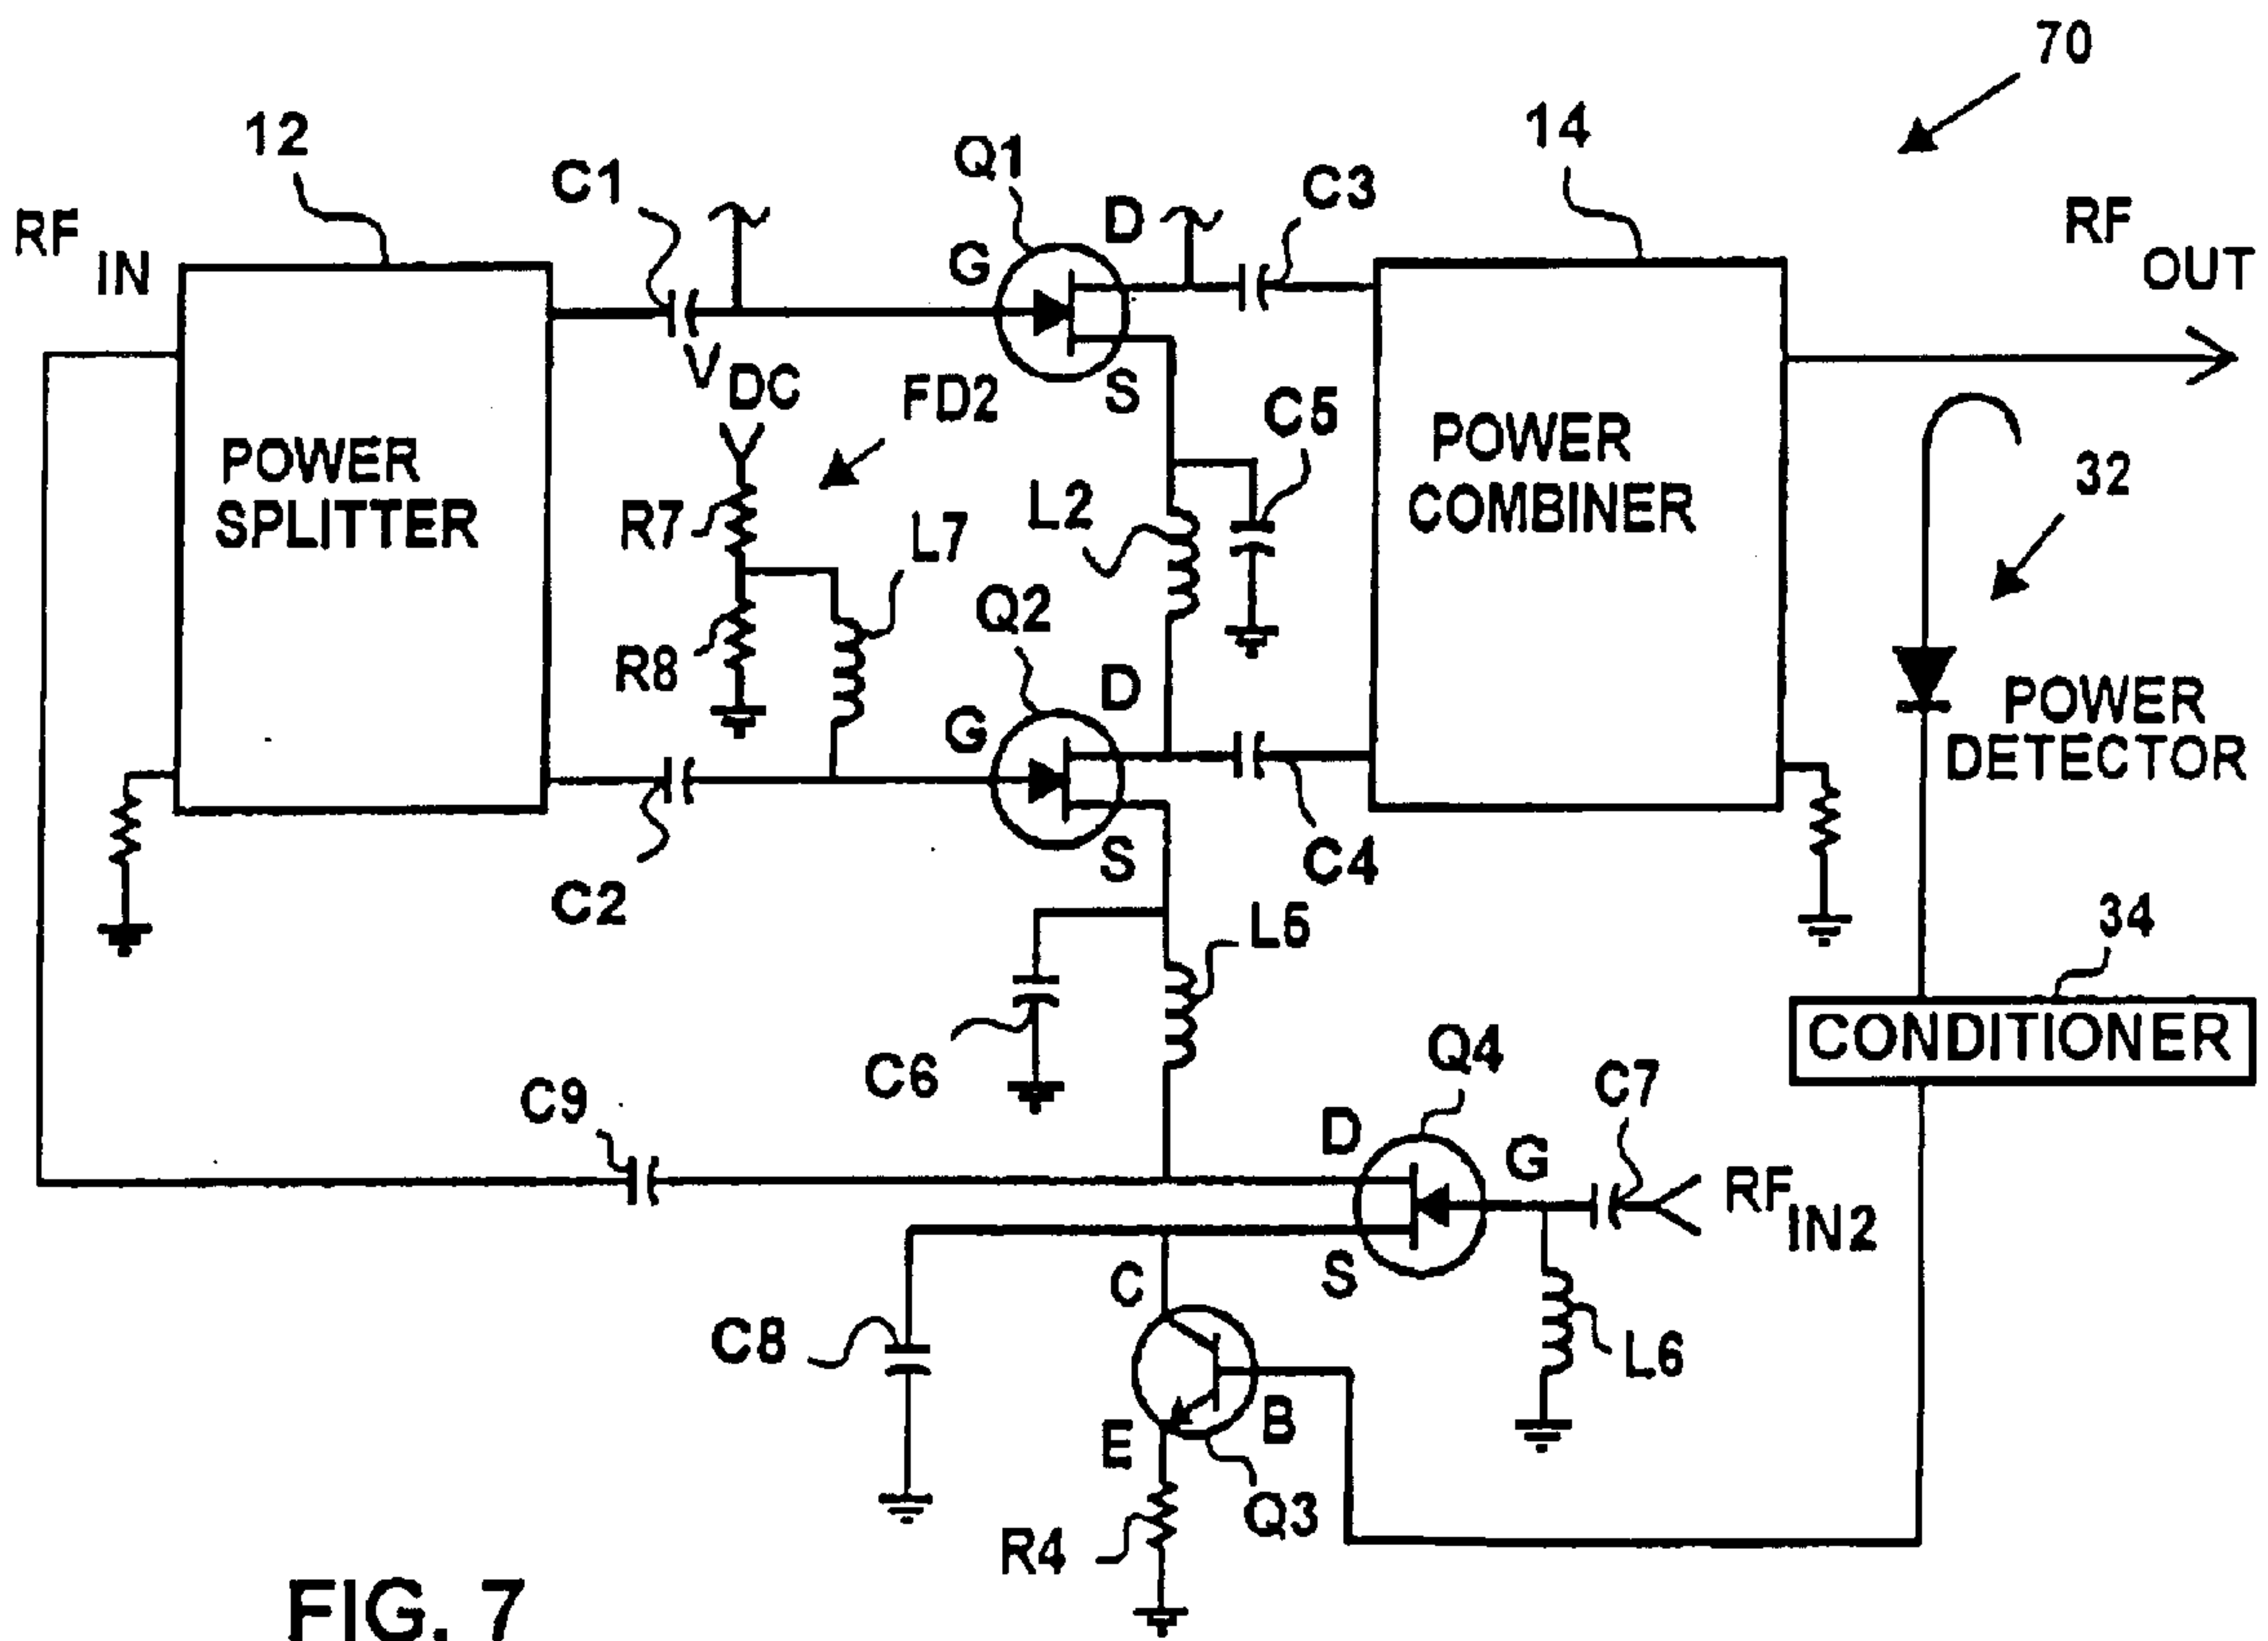 70
12
C1
Q1
D
C3
14
RF IN
RF OUT
G
V DC
FD2
S
C5
POWER
SPLITTER
POWER
COMBINER
32
R7
L7
L2
Q2
R8
D
G
POWER
DETECTOR
S
C4
C2
L5
34
CONDITIONER
C6
Q4
C7
C9
D
G
RF IN2
S
C
C8
L6
B
E
Q3
R4
FIG. 7